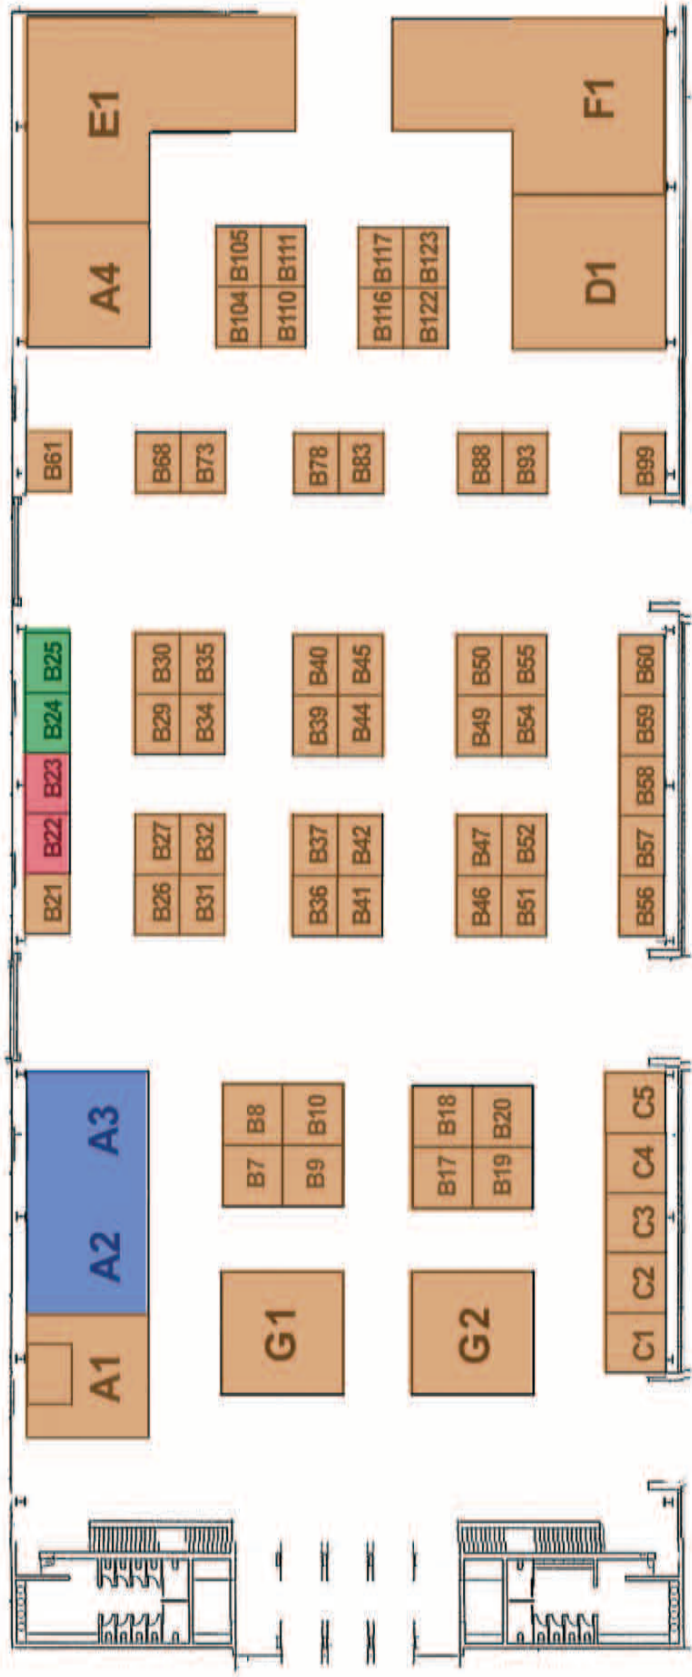 B21 B22 B23 B24 B25 B61
A1 A2 A3 A4 E1
B26 B27 B29 B30 B68
B31 B32 B34 B35 B73
B104 B105
B7 B8
G1 B110 B111
B9 B10 B36 B37 B39 B40 B78
B41 B42 B44 B45 B83
B116 B117
B17 B18 B122 B123
G2 B46 B47 B49 B50 B88
B19 B20 B51 B52 B54 B55 B93
D1 F1
C1 C2 C3 C4 C5 B56 B57 B58 B59 B60 B99